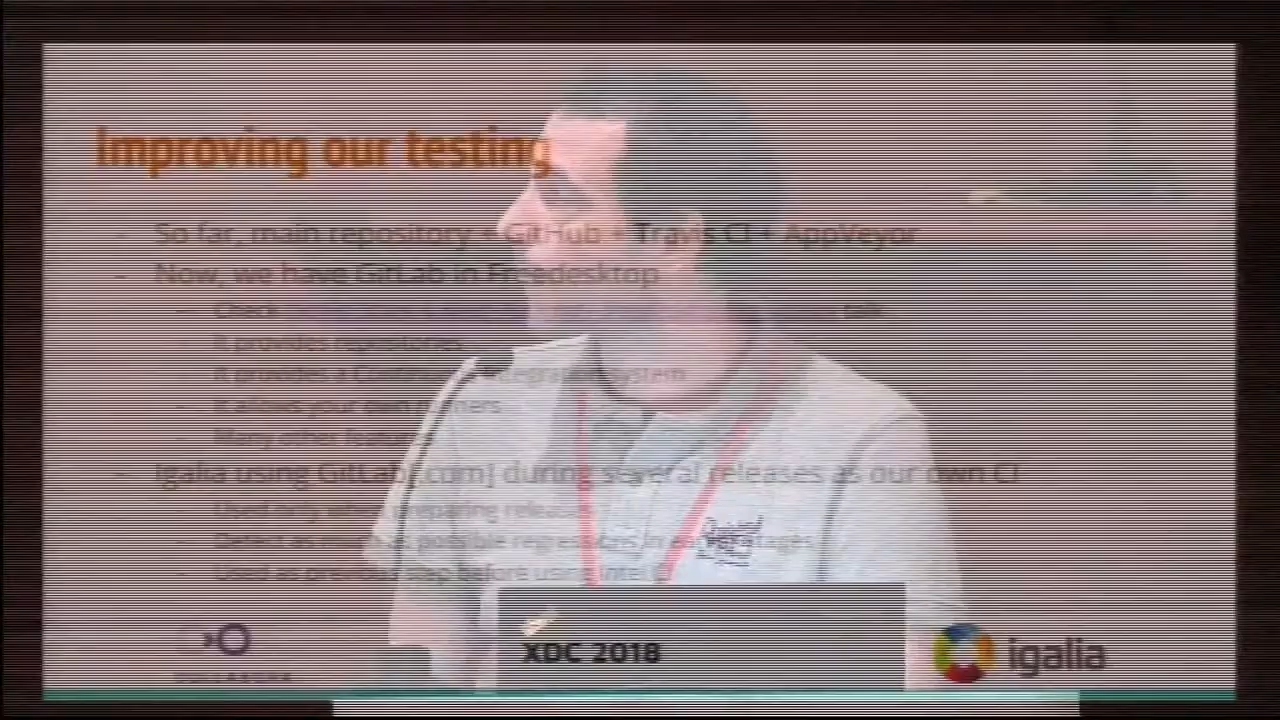 Improving our testing
- So far, main repository + GitHub + Travis CI + AppVeyor
- Now, we have GitLab in Freedesktop
- Check talk
- It provides repositories
- It provides a Continuous Integration system
- It allows your own runners
- Many other features
- Igalia using GitLab[.com] during several releases as our own CI
- Used only when preparing releases
- Detect as much as possible regressions in early stages
- Used as previous step before using Intel
XDC 2018
COLLABORA
igalia